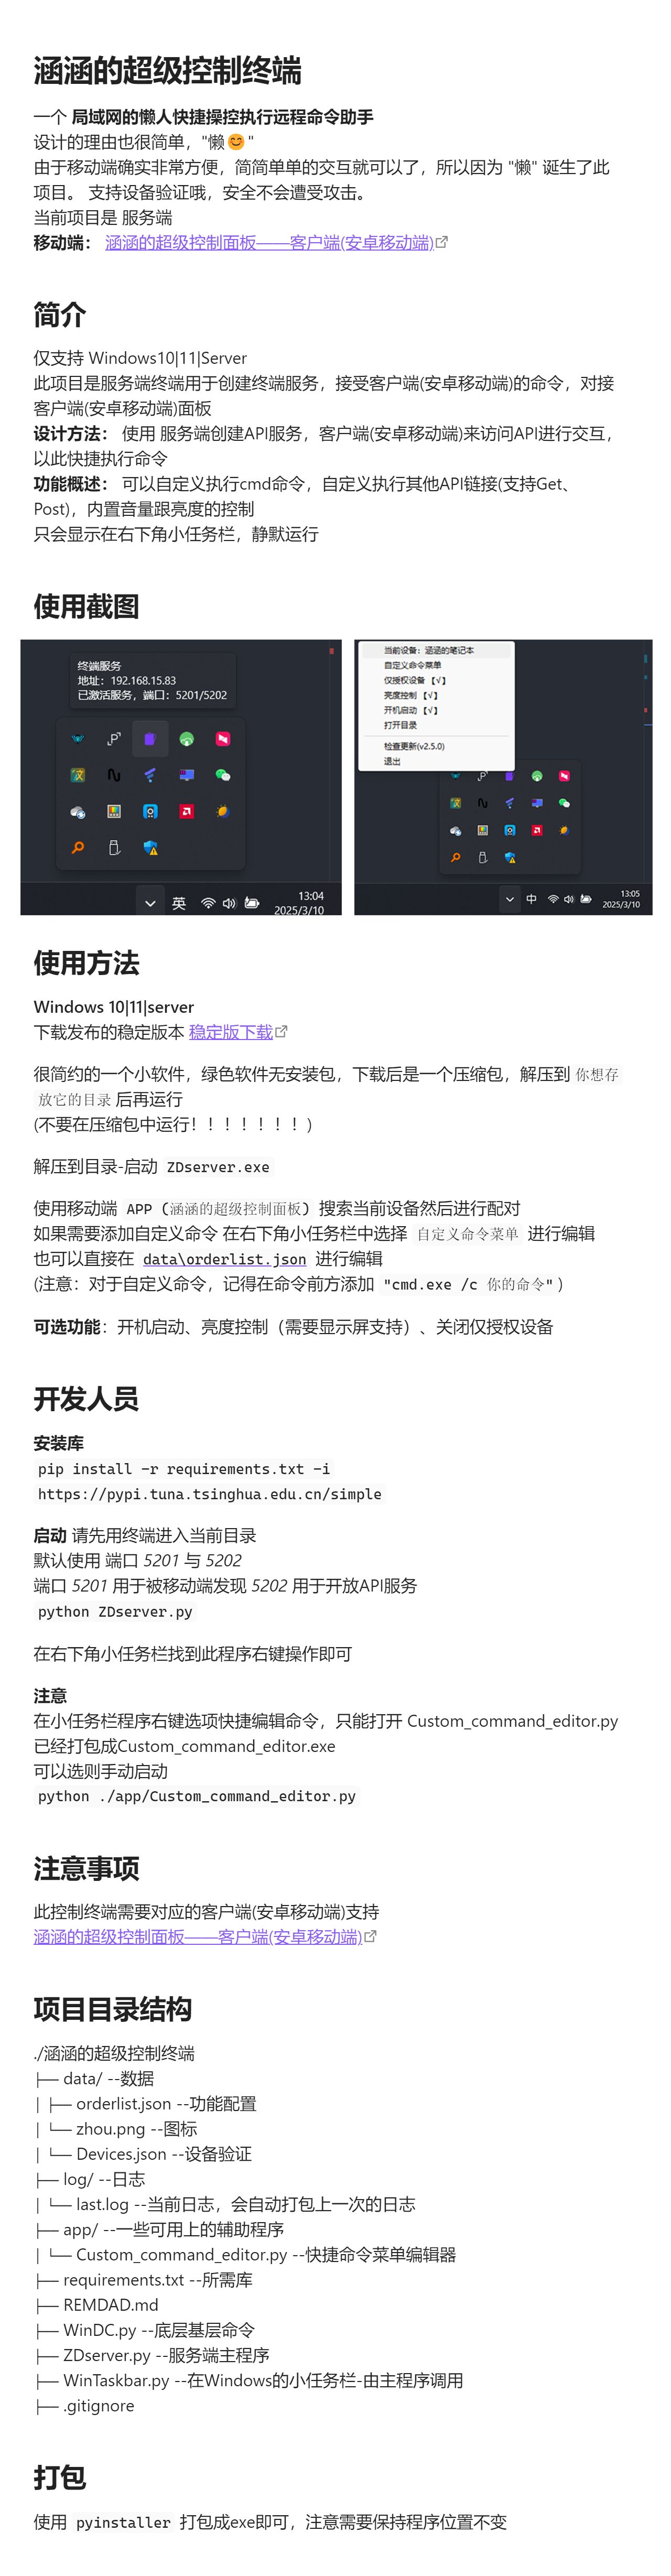 涵涵的超级控制终端
一个 局域网的懒人快捷操控执行远程命令助手
设计的理由也很简单，"懒😊"
由于移动端确实非常方便，简简单单的交互就可以了，所以因为 "懒" 诞生了此
项目。 支持设备验证哦，安全不会遭受攻击。
当前项目是 服务端
移动端： 涵涵的超级控制面板——客户端(安卓移动端)
简介
仅支持 Windows10|11|Server
此项目是服务端终端用于创建终端服务，接受客户端(安卓移动端)的命令，对接
客户端(安卓移动端)面板
设计方法： 使用 服务端创建API服务，客户端(安卓移动端)来访问API进行交互，
以此快捷执行命令
功能概述： 可以自定义执行cmd命令，自定义执行其他API链接(支持Get、
Post)，内置音量跟亮度的控制
只会显示在右下角小任务栏，静默运行
使用截图
终端服务
地址：192.168.15.83
已激活服务，端口：5201/5202
英
13:04
2025/3/10
当前设备：涵涵的笔记本
自定义命令菜单
仅授权设备 【√】
亮度控制 【√】
开机启动 【√】
打开目录
检查更新(v2.5.0)
退出
中
13:05
2025/3/10
使用方法
Windows 10|11|server
下载发布的稳定版本 稳定版下载
很简约的一个小软件，绿色软件无安装包，下载后是一个压缩包，解压到 你想存
放它的目录 后再运行
(不要在压缩包中运行！！！！！！！)
解压到目录-启动 ZDserver.exe
使用移动端 APP (涵涵的超级控制面板) 搜索当前设备然后进行配对
如果需要添加自定义命令 在右下角小任务栏中选择 自定义命令菜单 进行编辑
也可以直接在 data\orderlist.json 进行编辑
(注意：对于自定义命令，记得在命令前方添加 "cmd.exe /c 你的命令" )
可选功能：开机启动、亮度控制（需要显示屏支持）、关闭仅授权设备
开发人员
安装库
pip install -r requirements.txt -i
https://pypi.tuna.tsinghua.edu.cn/simple
启动 请先用终端进入当前目录
默认使用 端口 5201 与 5202
端口 5201 用于被移动端发现 5202 用于开放API服务
python ZDserver.py
在右下角小任务栏找到此程序右键操作即可
注意
在小任务栏程序右键选项快捷编辑命令，只能打开 Custom_command_editor.py
已经打包成Custom_command_editor.exe
可以选则手动启动
python ./app/Custom_command_editor.py
注意事项
此控制终端需要对应的客户端(安卓移动端)支持
涵涵的超级控制面板——客户端(安卓移动端)
项目目录结构
./涵涵的超级控制终端
├── data/ --数据
│ ├── orderlist.json --功能配置
│ └── zhou.png --图标
│ └── Devices.json --设备验证
├── log/ --日志
│ └── last.log --当前日志，会自动打包上一次的日志
├── app/ --一些可用上的辅助程序
│ └── Custom_command_editor.py --快捷命令菜单编辑器
├── requirements.txt --所需库
├── REMDAD.md
├── WinDC.py --底层基层命令
├── ZDserver.py --服务端主程序
├── WinTaskbar.py --在Windows的小任务栏-由主程序调用
├── .gitignore
打包
使用 pyinstaller 打包成exe即可，注意需要保持程序位置不变